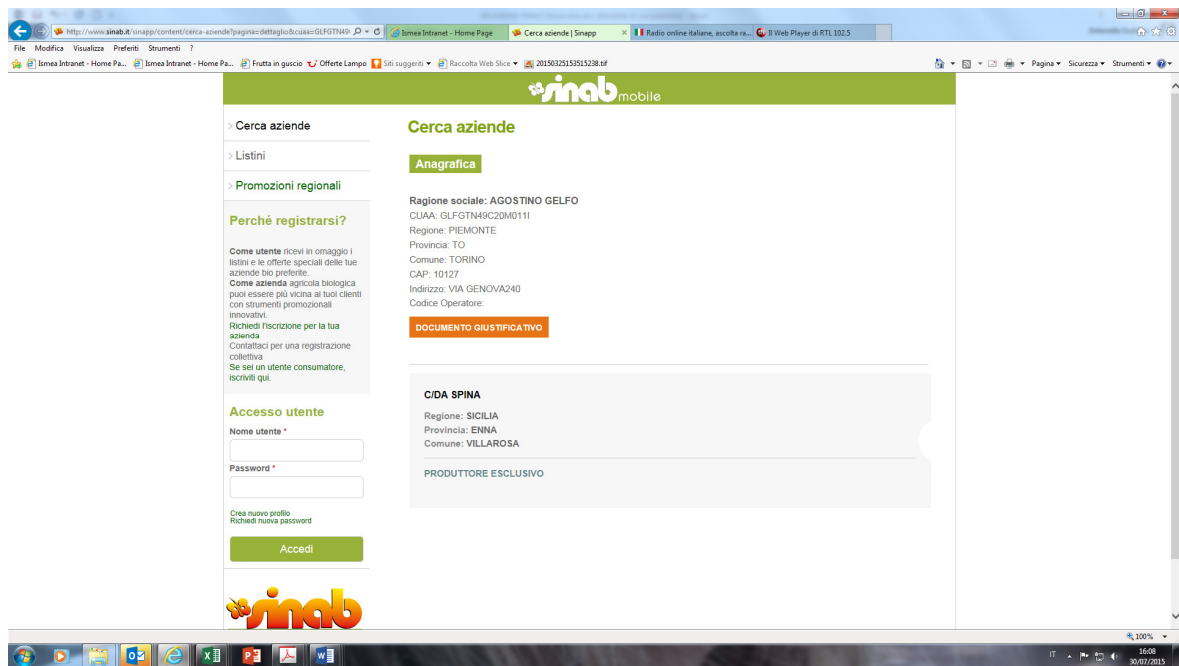 http://www.sinab.it/sinapp/content/cerca-aziende?pagina=dettaglio&cuaa=GLFGTN49
Ismea Intranet - Home Page
Cerca aziende | Sinapp
Radio online italiane, ascolta ra...
Il Web Player di RTL 102.5
File Modifica Visualizza Preferiti Strumenti ?
Ismea Intranet - Home Pa...
Ismea Intranet - Home Pa...
Frutta in guscio
Offerte Lampo
Siti suggeriti
Raccolta Web Slice
20150325153515238.tif
Pagina
Sicurezza
Strumenti
sinab mobile
Cerca aziende
Listini
Promozioni regionali
Perché registrarsi?
Come utente ricevi in omaggio i
listini e le offerte speciali delle tue
aziende bio preferite.
Come azienda agricola biologica
puoi essere più vicina ai tuoi clienti
con strumenti promozionali
innovativi.
Richiedi l'iscrizione per la tua
azienda
Contattaci per una registrazione
collettiva
Se sei un utente consumatore,
iscriviti qui.
Accesso utente
Nome utente *
Password *
Crea nuovo profilo
Richiedi nuova password
Accedi
sinab
Cerca aziende
Anagrafica
Ragione sociale: AGOSTINO GELFO
CUAA: GLFGTN49C20M011I
Regione: PIEMONTE
Provincia: TO
Comune: TORINO
CAP: 10127
Indirizzo: VIA GENOVA240
Codice Operatore:
DOCUMENTO GIUSTIFICATIVO
C/DA SPINA
Regione: SICILIA
Provincia: ENNA
Comune: VILLAROSA
PRODUTTORE ESCLUSIVO
100%
IT
16:08
30/07/2015